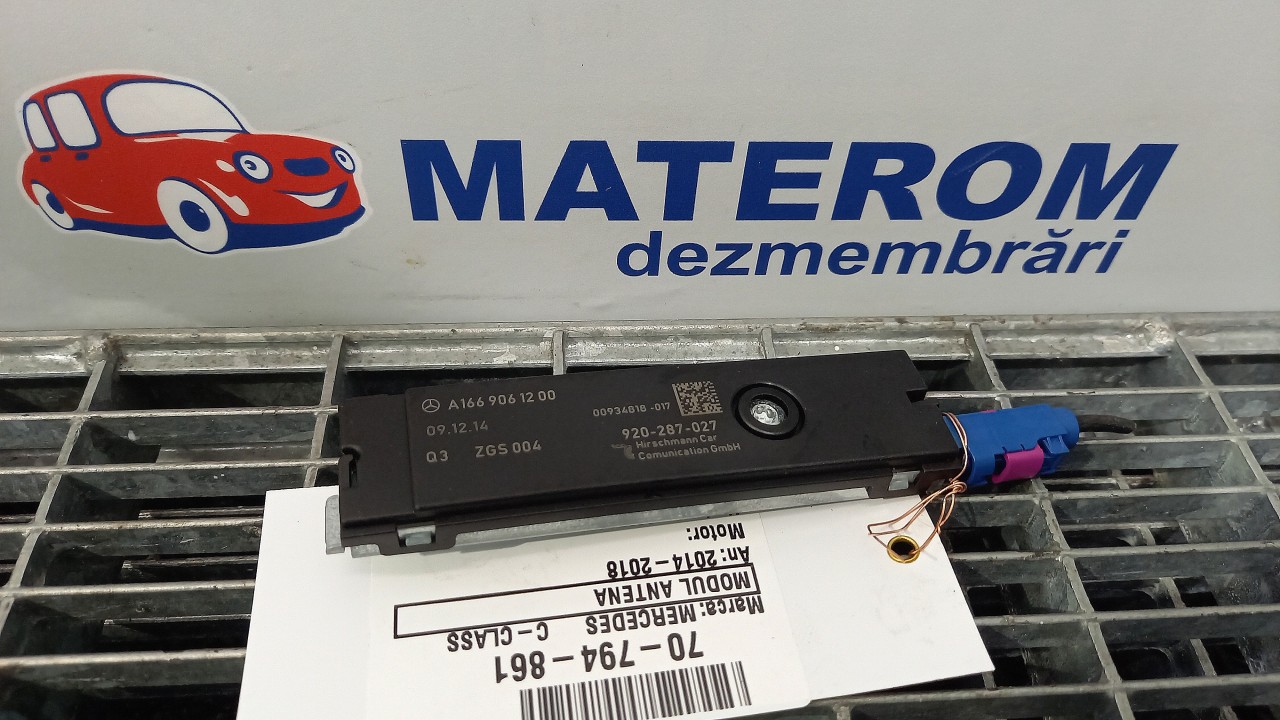 MATEROM
dezmembrări
A166 906 12 00
09.12.14
Q3 ZGS 004
00934818-017
920-287-027
Hirschmann Car
Comunication GmbH
70-794-861
Marca: MERCEDES C-CLASS
MODUL ANTENA
An: 2014-2018
Motor: